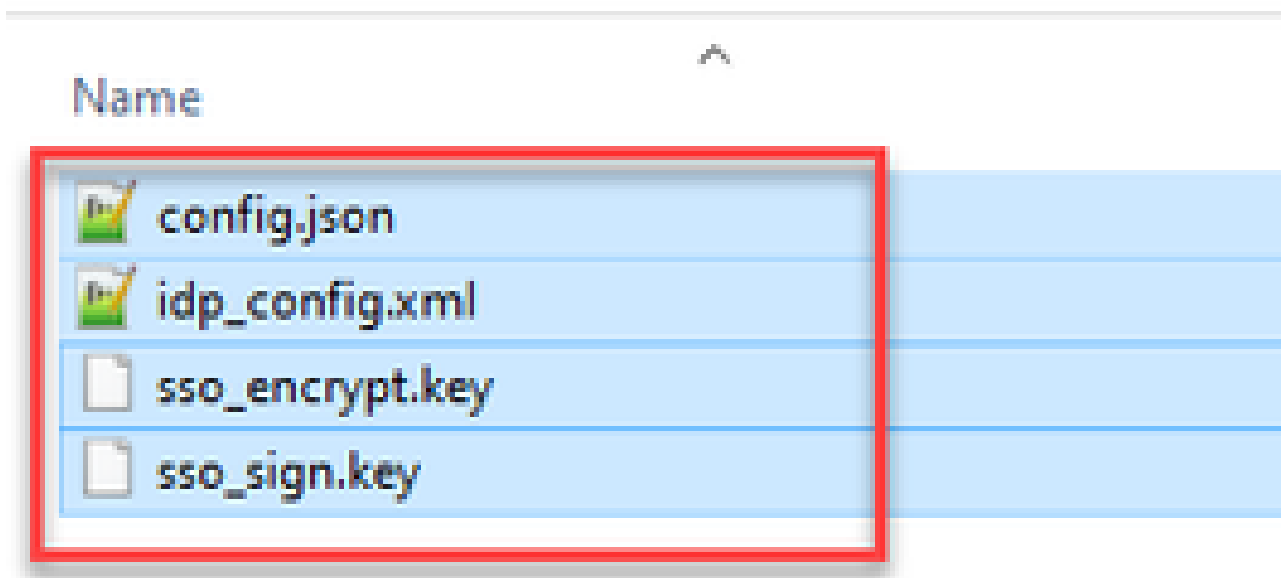 Name
config.json
idp_config.xml
sso_encrypt.key
sso_sign.key